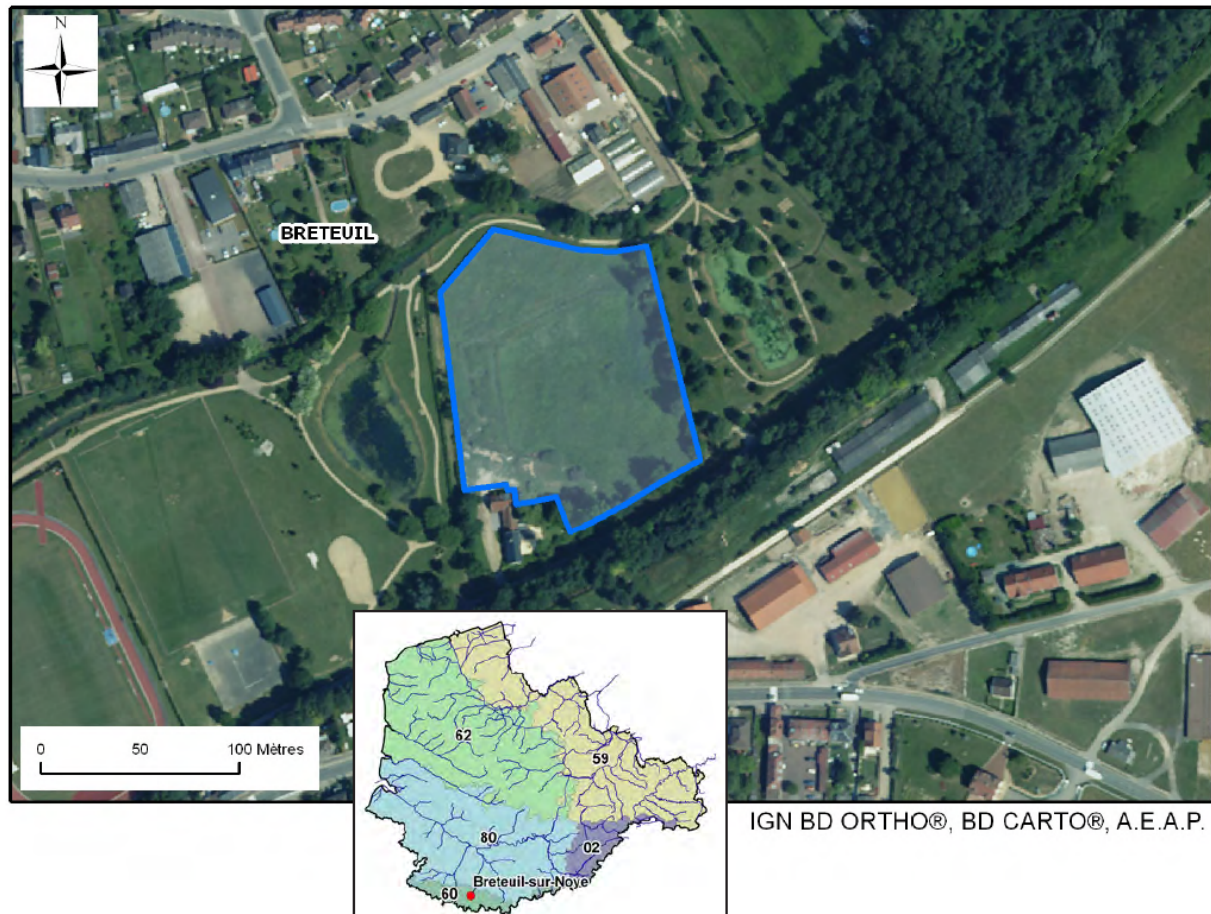 N
BRETEUIL
0 50 100 Mètres
62
59
80
02
60
Breteuil-sur-Noye
IGN BD ORTHO®, BD CARTO®, A.E.A.P.